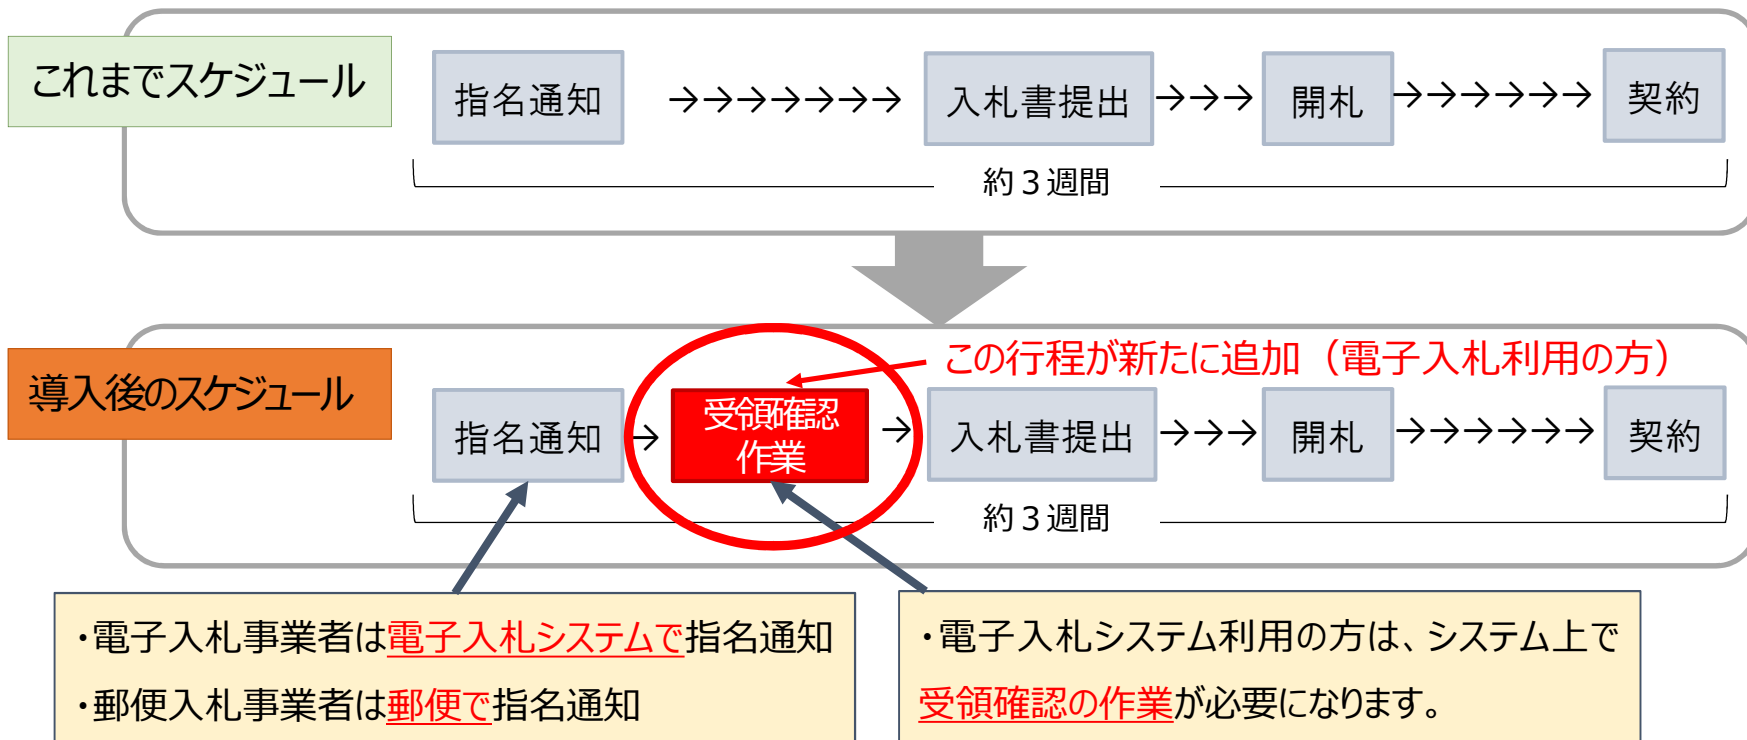 これまでスケジュール
指名通知 →→→→→→→ 入札書提出 →→→ 開札 →→→→→→ 契約
約３週間
この行程が新たに追加（電子入札利用の方）
導入後のスケジュール
指名通知 → 受領確認 → 入札書提出 →→→ 開札 →→→→→→ 契約
作業
約３週間
・電子入札事業者は電子入札システムで指名通知
・郵便入札事業者は郵便で指名通知
・電子入札システム利用の方は、システム上で
受領確認の作業が必要になります。